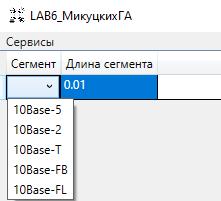 LAB6_МикуцкихГА
Сервисы
Сегмент Длина сегмента
0.01
10Base-5
10Base-2
10Base-T
10Base-FB
10Base-FL